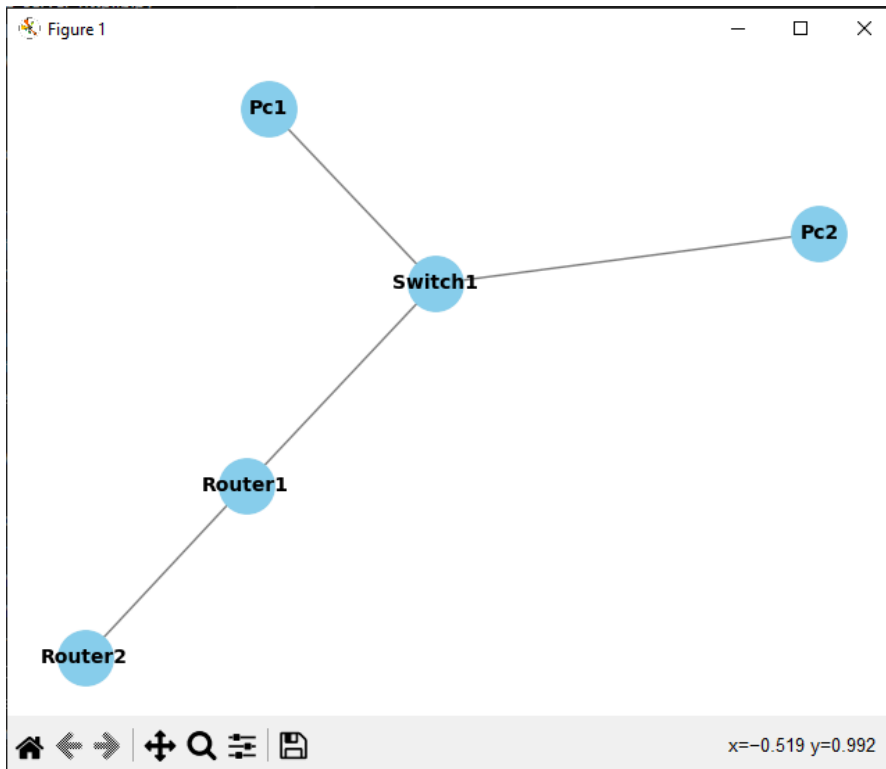 Figure 1
Pc1
Pc2
Switch1
Router1
Router2
x=−0.519 y=0.992